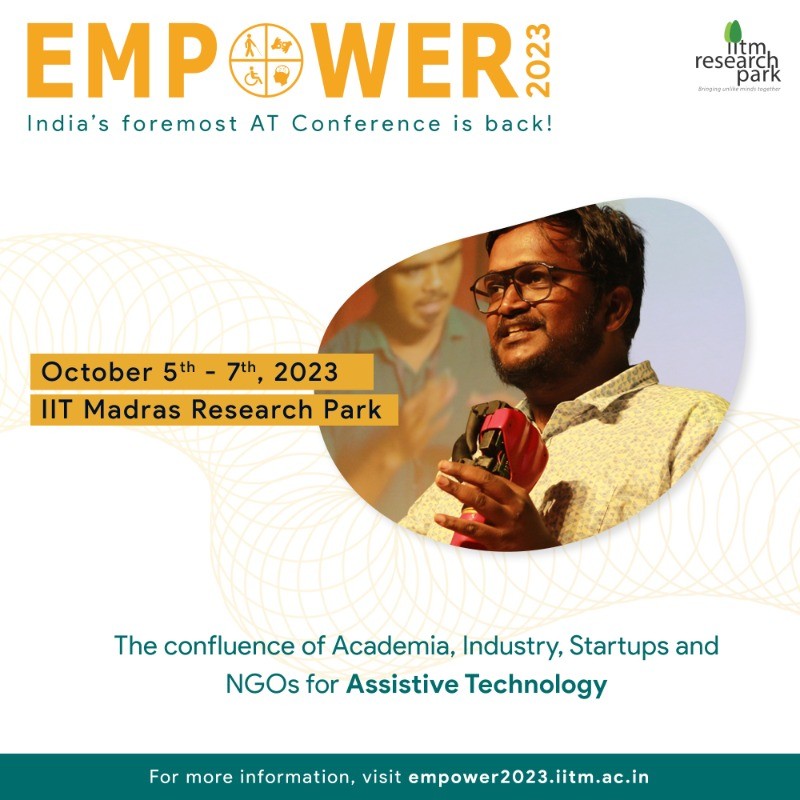 EMPOWER 2023
India's foremost AT Conference is back!
iitm
research
park
Bringing unlike minds together
October 5th - 7th, 2023
IIT Madras Research Park
The confluence of Academia, Industry, Startups and
NGOs for Assistive Technology
For more information, visit empower2023.iitm.ac.in